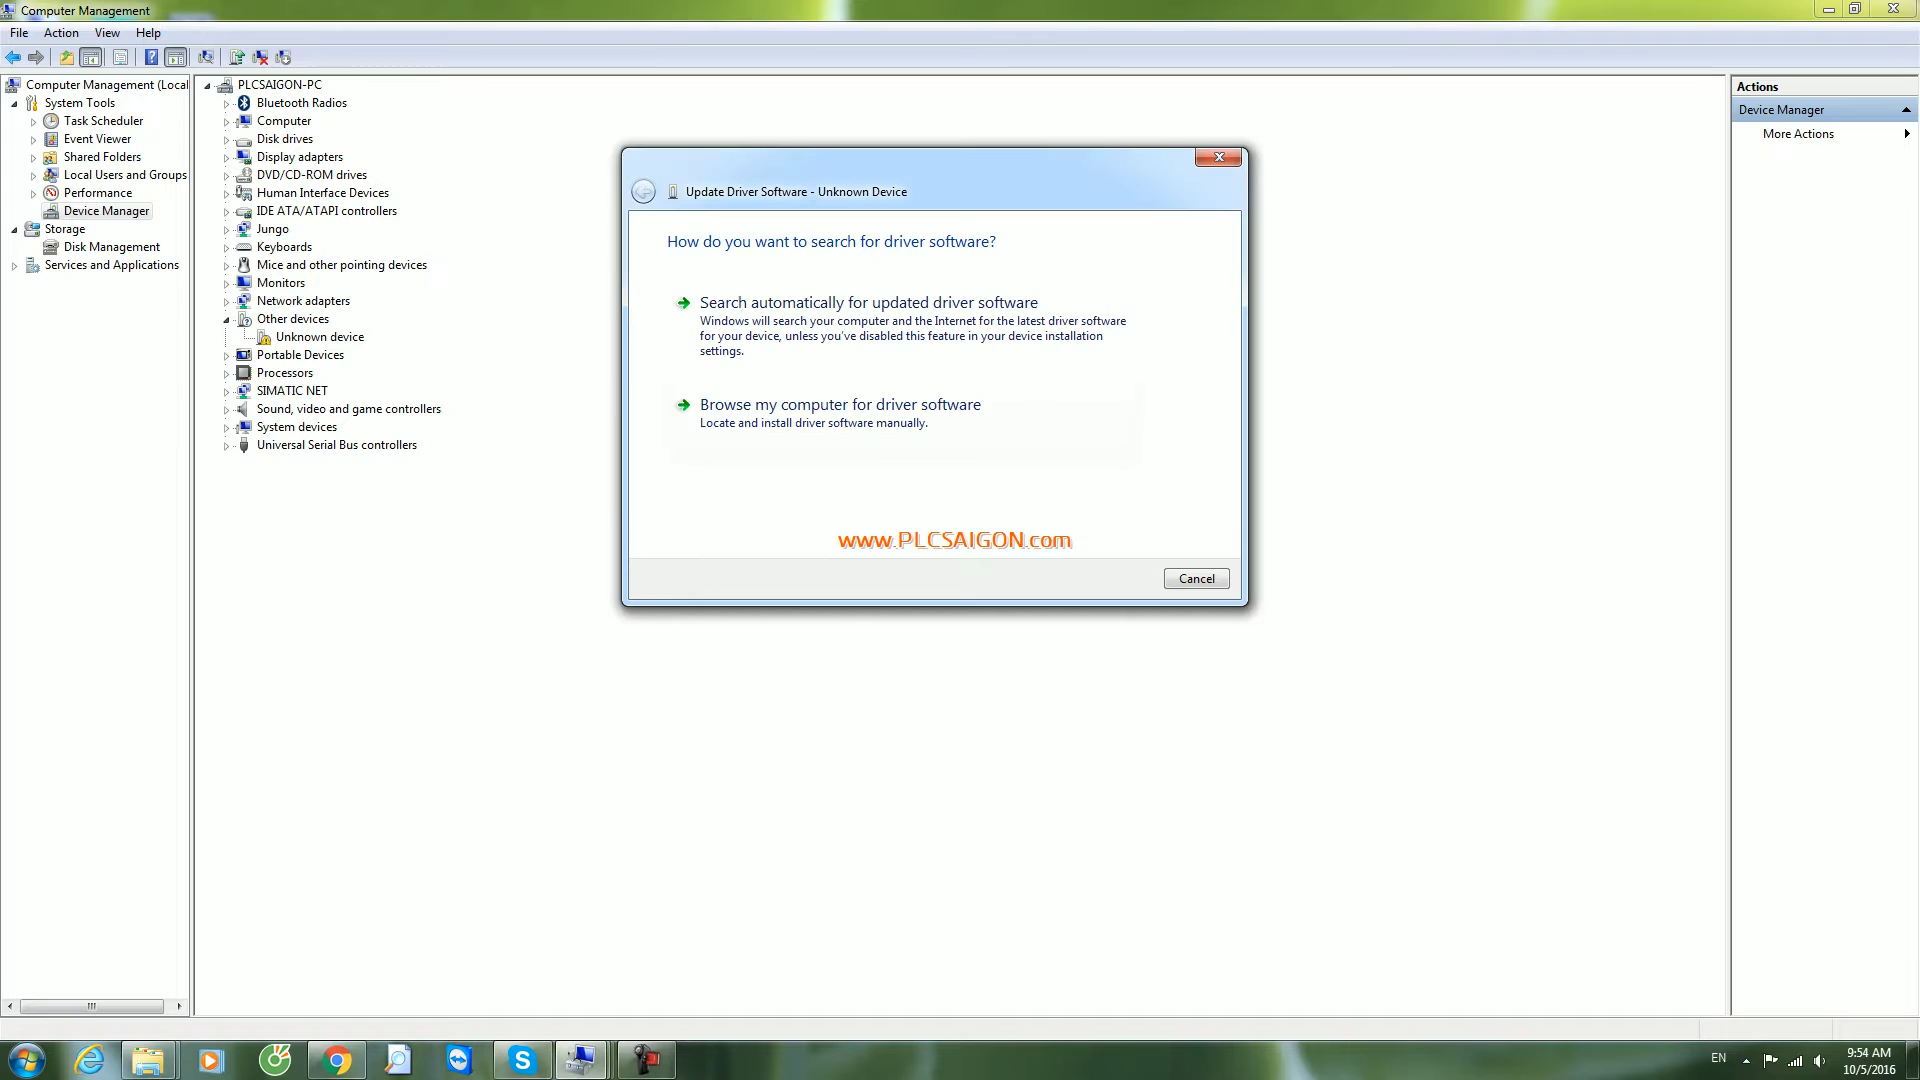 Computer Management
File Action View Help
Computer Management (Local
System Tools
Task Scheduler
Event Viewer
Shared Folders
Local Users and Groups
Performance
Device Manager
Storage
Disk Management
Services and Applications
PLCSAIGON-PC
Bluetooth Radios
Computer
Disk drives
Display adapters
DVD/CD-ROM drives
Human Interface Devices
IDE ATA/ATAPI controllers
Jungo
Keyboards
Mice and other pointing devices
Monitors
Network adapters
Other devices
Unknown device
Portable Devices
Processors
SIMATIC NET
Sound, video and game controllers
System devices
Universal Serial Bus controllers
Update Driver Software - Unknown Device
How do you want to search for driver software?
Search automatically for updated driver software
Windows will search your computer and the Internet for the latest driver software
for your device, unless you've disabled this feature in your device installation
settings.
Browse my computer for driver software
Locate and install driver software manually.
www.PLCSAIGON.com
Cancel
Actions
Device Manager
More Actions
EN
9:54 AM
10/5/2016